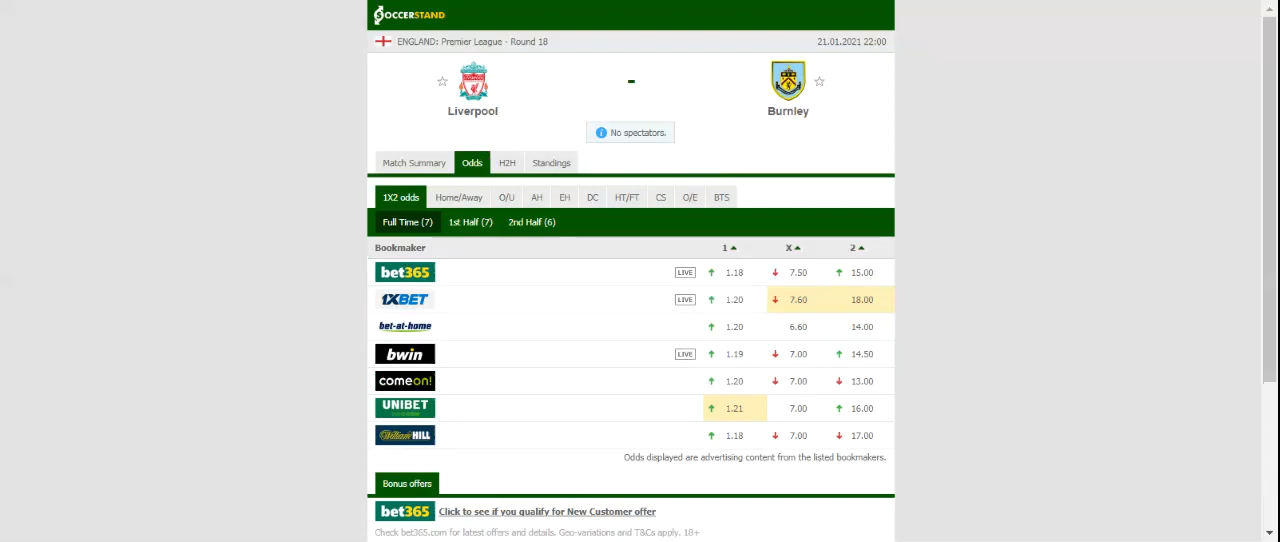 SOCCERSTAND
ENGLAND: Premier League - Round 18 21.01.2021 22:00
-
Liverpool Burnley
No spectators.
Match Summary Odds H2H Standings
1X2 odds Home/Away O/U AH EH DC HT/FT CS O/E BTS
Full Time (7) 1st Half (7) 2nd Half (6)
Bookmaker 1 X 2
bet365 LIVE 1.18 7.50 15.00
1XBET LIVE 1.20 7.60 18.00
bet-at-home 1.20 6.60 14.00
bwin LIVE 1.19 7.00 14.50
comeon! 1.20 7.00 13.00
UNIBET 1.21 7.00 16.00
William HILL 1.18 7.00 17.00
Odds displayed are advertising content from the listed bookmakers.
Bonus offers
bet365 Click to see if you qualify for New Customer offer
Check bet365.com for latest offers and details. Geo-variations and T&Cs apply. 18+